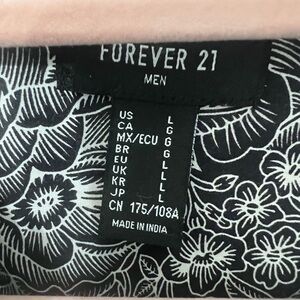 FOREVER 21
MEN
US L
CA G
MX/ECU G
BR G
EU L
UK L
KR L
JP L
CN 175/108A
MADE IN INDIA